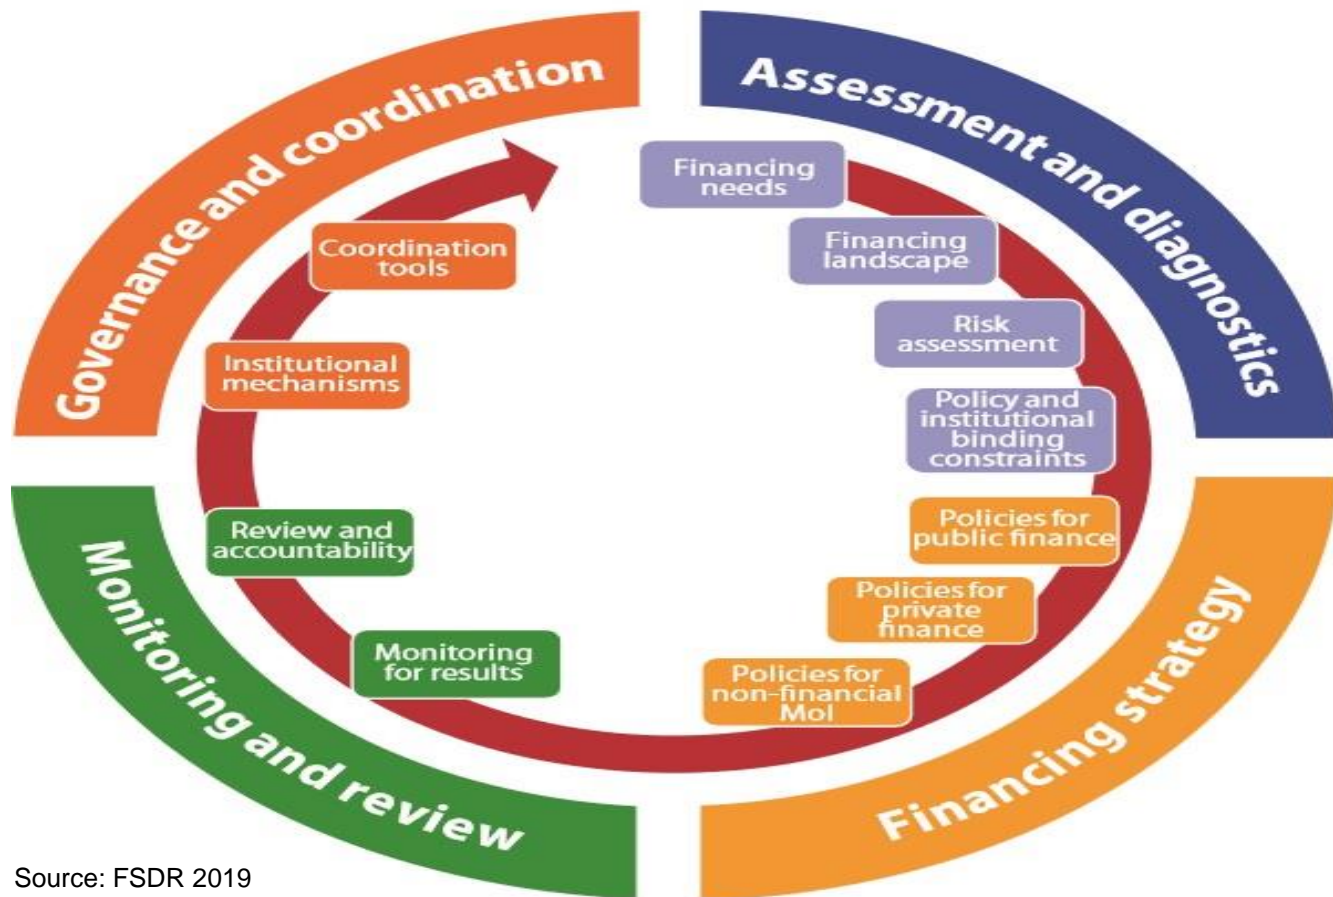 Governance and coordination
Assessment and diagnostics
Financing
needs
Financing
landscape
Risk
assessment
Policy and
institutional
binding
constraints
Policies for
public finance
Policies for
private
finance
Policies for
non-financial
MoI
Financing strategy
Monitoring
for results
Review and
accountability
Monitoring and review
Institutional
mechanisms
Coordination
tools
Source: FSDR 2019